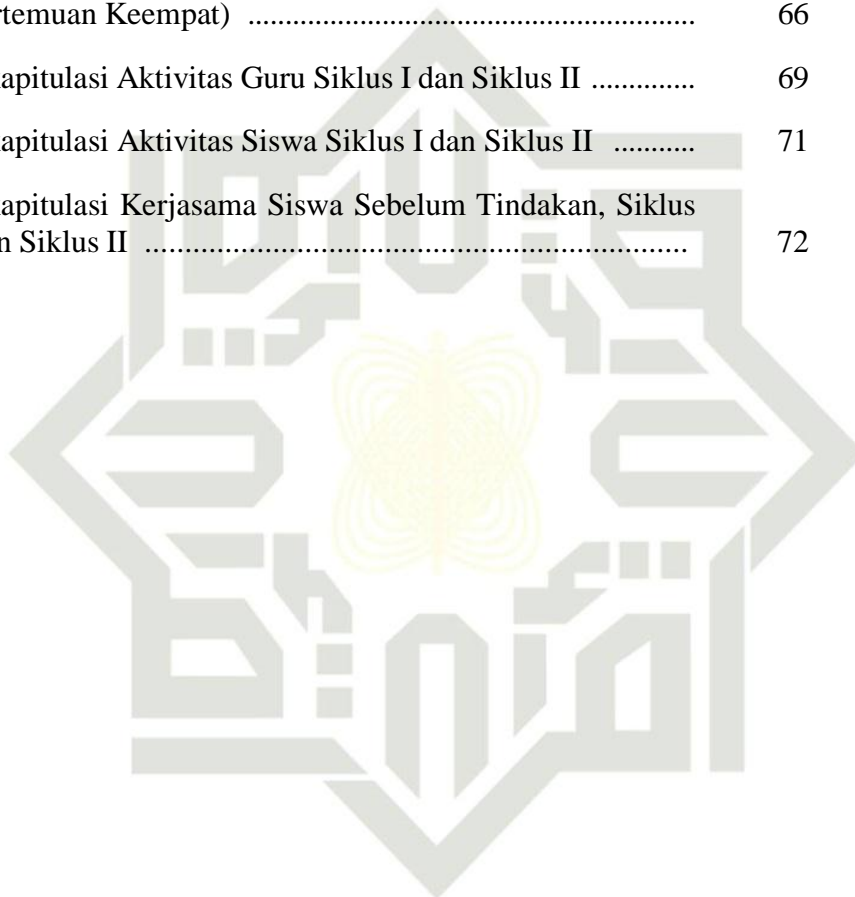 rtemuan Keempat) ........................................................ 66
apitulasi Aktivitas Guru Siklus I dan Siklus II .............. 69
apitulasi Aktivitas Siswa Siklus I dan Siklus II ........... 71
apitulasi Kerjasama Siswa Sebelum Tindakan, Siklus
n Siklus II .................................................................... 72